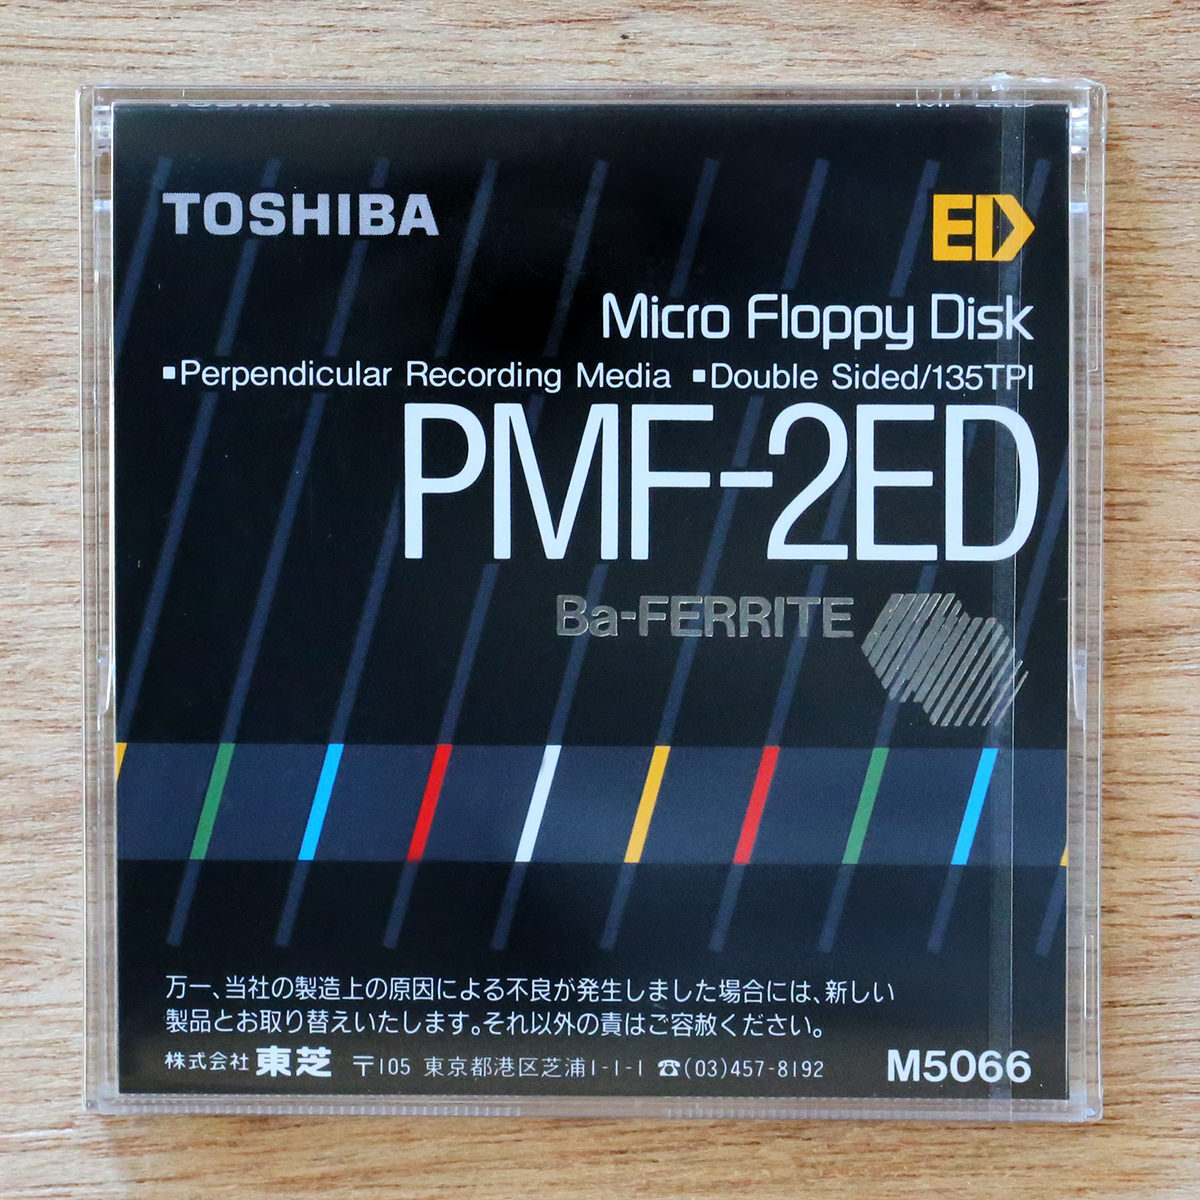 TOSHIBA
ED
Micro Floppy Disk
▪Perpendicular Recording Media ▪Double Sided/135TPI
PMF-2ED
Ba-FERRITE
万一、当社の製造上の原因による不良が発生しました場合には、新しい
製品とお取り替えいたします。それ以外の責はご容赦ください。
株式会社 東芝 〒105 東京都港区芝浦1-1-1 ☎(03)457-8192
M5066